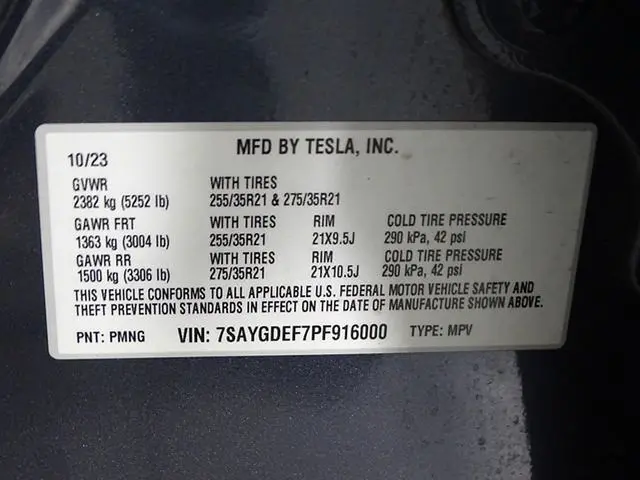 10/23 MFD BY TESLA, INC.
GVWR WITH TIRES
2382 kg (5252 lb) 255/35R21 & 275/35R21
GAWR FRT WITH TIRES RIM COLD TIRE PRESSURE
1363 kg (3004 lb) 255/35R21 21X9.5J 290 kPa, 42 psi
GAWR RR WITH TIRES RIM COLD TIRE PRESSURE
1500 kg (3306 lb) 275/35R21 21X10.5J 290 kPa, 42 psi
THIS VEHICLE CONFORMS TO ALL APPLICABLE U.S. FEDERAL MOTOR VEHICLE SAFETY AND
THEFT PREVENTION STANDARDS IN EFFECT ON THE DATE OF MANUFACTURE SHOWN ABOVE.
PNT: PMNG VIN: 7SAYGDEF7PF916000 TYPE: MPV